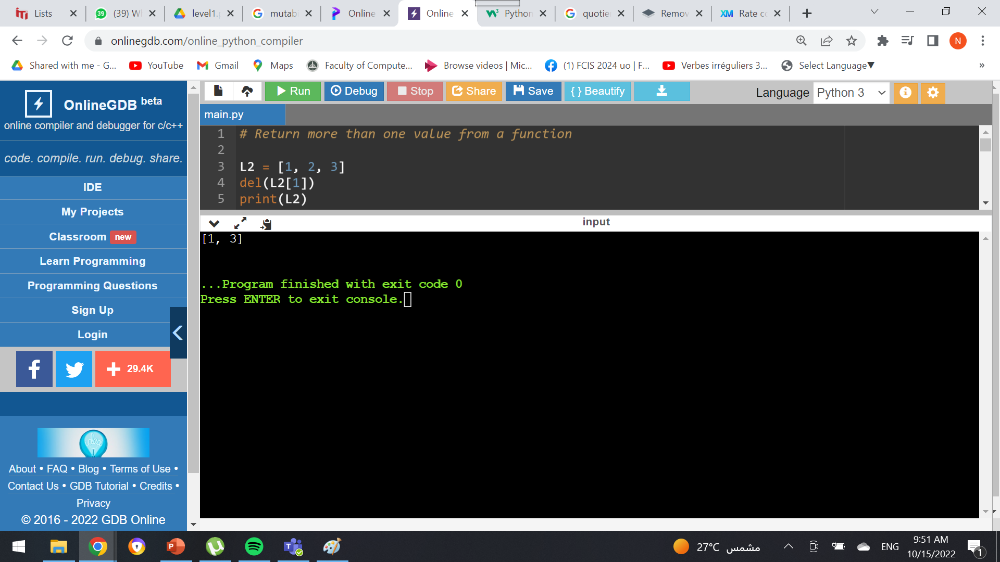 Lists
(39) W
level1.
mutab
Online
Online
Python
quotie
Remov
XM Rate c
onlinegdb.com/online_python_compiler
N
Shared with me - G...
YouTube
Gmail
Maps
Faculty of Compute...
Browse videos | Mic...
(1) FCIS 2024 uo | F...
Verbes irréguliers 3...
Select Language▼
»
OnlineGDB beta
online compiler and debugger for c/c++
code. compile. run. debug. share.
IDE
My Projects
Classroom new
Learn Programming
Programming Questions
Sign Up
Login
29.4K
idea
About • FAQ • Blog • Terms of Use •
Contact Us • GDB Tutorial • Credits •
Privacy
© 2016 - 2022 GDB Online
Run
Debug
Stop
Share
Save
{ } Beautify
Language Python 3
main.py
1 # Return more than one value from a function
2
3 L2 = [1, 2, 3]
4 del(L2[1])
5 print(L2)
input
[1, 3]
...Program finished with exit code 0
Press ENTER to exit console.
27°C مشمس
ENG
9:51 AM
10/15/2022
1